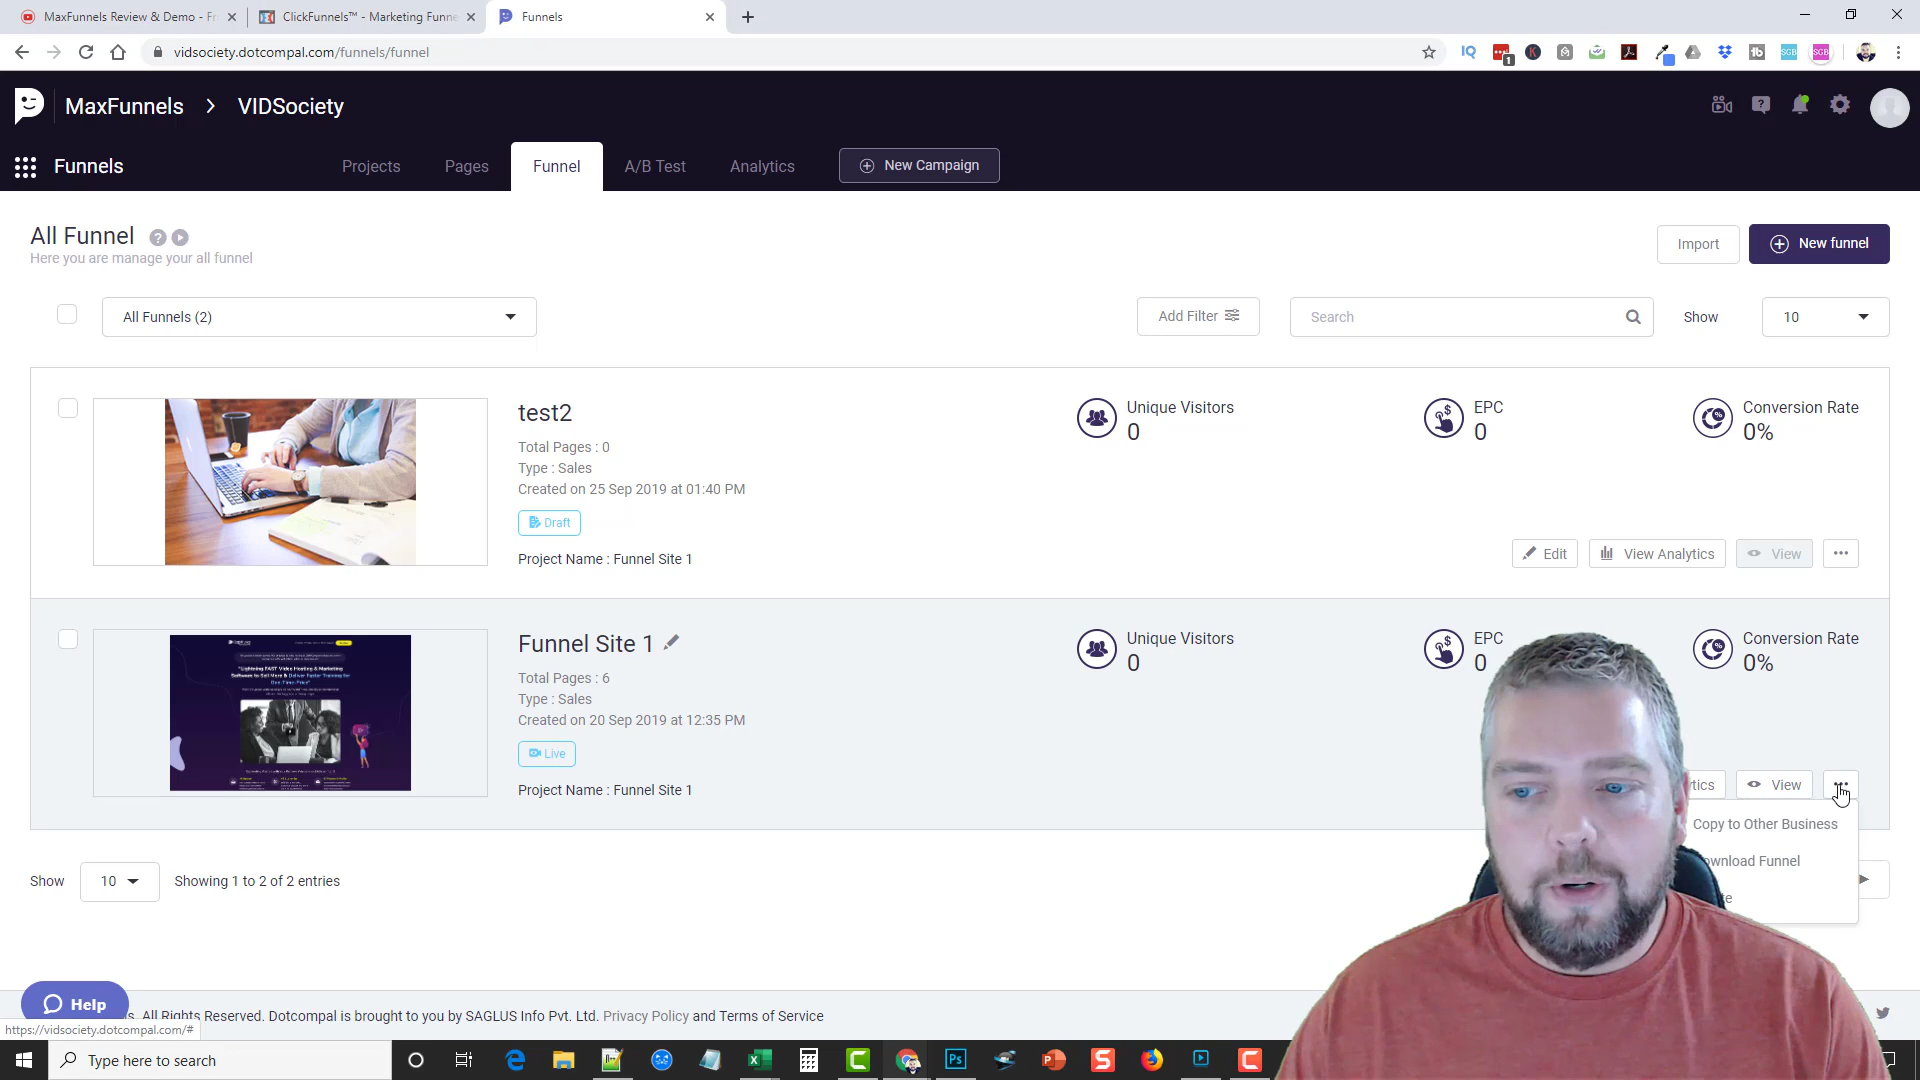 MaxFunnels Review & Demo - Fr
ClickFunnels™ - Marketing Funne
Funnels
vidsociety.dotcompal.com/funnels/funnel
MaxFunnels > VIDSociety
Funnels
Projects
Pages
Funnel
A/B Test
Analytics
New Campaign
All Funnel
Here you are manage your all funnel
Import
New funnel
All Funnels (2)
Add Filter
Search
Show
10
test2
Total Pages : 0
Type : Sales
Created on 25 Sep 2019 at 01:40 PM
Draft
Project Name : Funnel Site 1
Unique Visitors
0
EPC
0
Conversion Rate
0%
Edit
View Analytics
View
Funnel Site 1
Total Pages : 6
Type : Sales
Created on 20 Sep 2019 at 12:35 PM
Live
Project Name : Funnel Site 1
Unique Visitors
0
EPC
0
Conversion Rate
0%
View
Copy to Other Business
ownload Funnel
Show
10
Showing 1 to 2 of 2 entries
Help
All Rights Reserved. Dotcompal is brought to you by SAGLUS Info Pvt. Ltd. Privacy Policy and Terms of Service
https://vidsociety.dotcompal.com/#
Type here to search